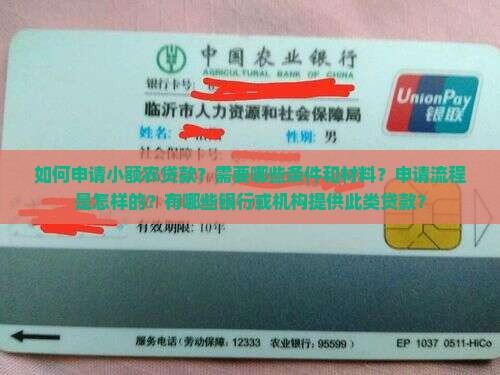 中国农业银行
AGRICULTURAL BANK OF CHINA
银行卡号:
UnionPay
银联
临沂市人力资源和社会保障局
姓名: 性别: 男
社会保障
如何申请小额农贷款?需要哪些条件和材料?申请流程
是怎样的?有哪些银行或机构提供此类贷款?
有效期限: 10年
服务电话(劳动保障: 12333 农业银行: 95599)
EP 1037 0511-HiCo